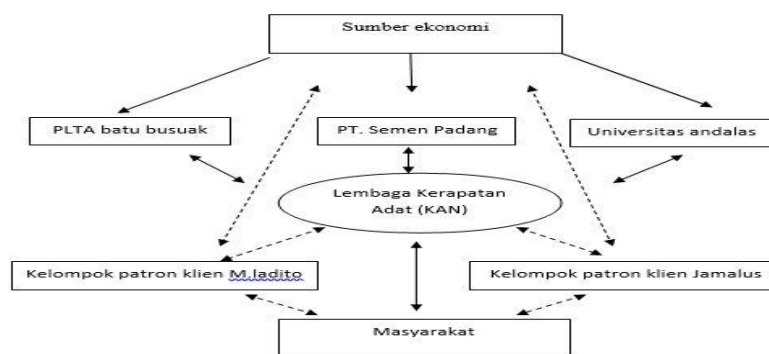 Sumber ekonomi
PLTA batu busuak
PT. Semen Padang
Universitas andalas
Lembaga Kerapatan
Adat (KAN)
Kelompok patron klien M.ladito
Kelompok patron klien Jamalus
Masyarakat